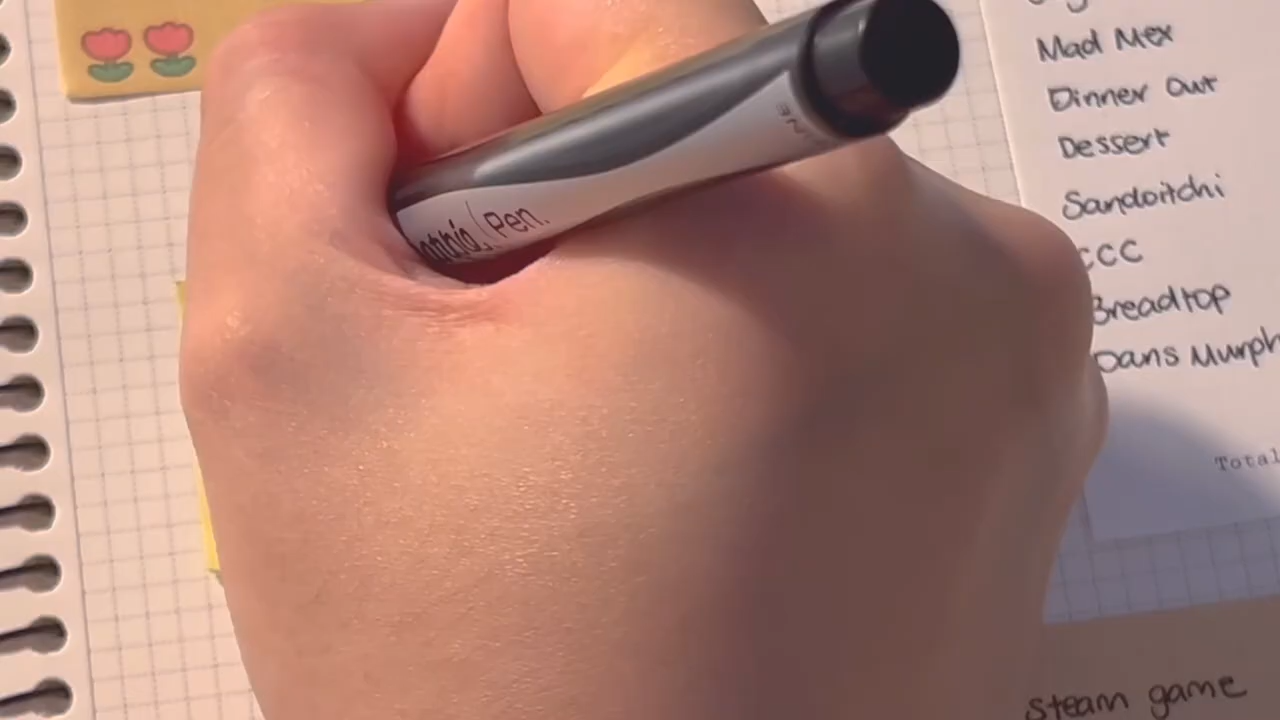 Mad Mex
Dinner Out
Dessert
Sandoitchi
CCC
Breadtop
Dans Murph
Total
Pen.
steam game